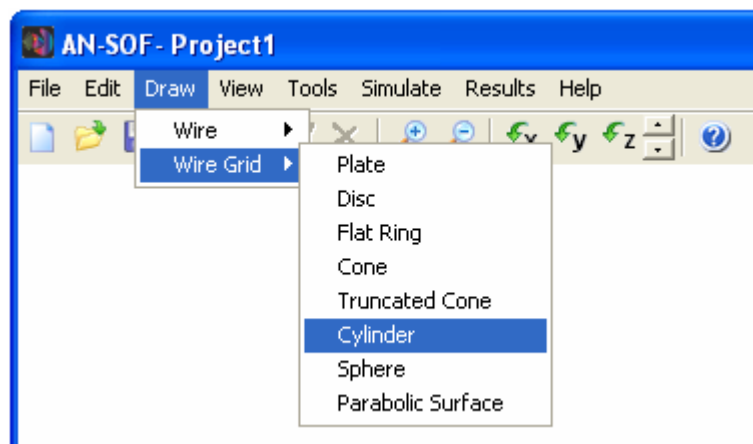 AN-SOF - Project1
File Edit Draw View Tools Simulate Results Help
Wire
x y z
Wire Grid
Plate
Disc
Flat Ring
Cone
Truncated Cone
Cylinder
Sphere
Parabolic Surface